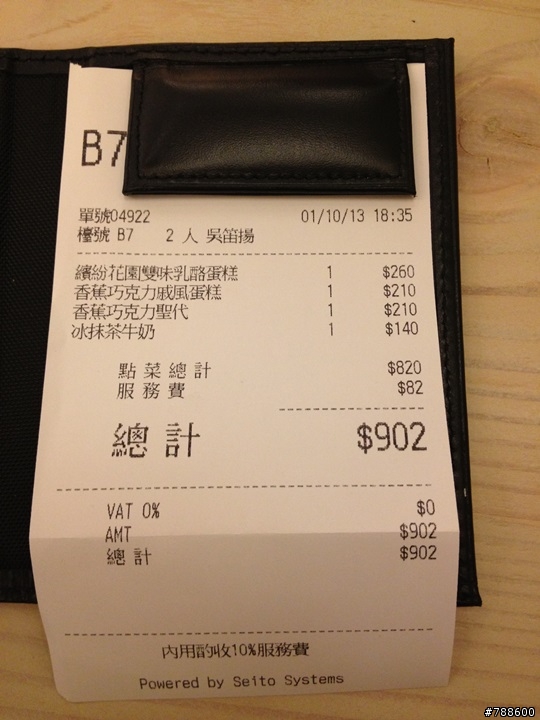 B7
單號04922 01/10/13 18:35
檯號 B7 2 人 吳笛揚
繽紛花園雙味乳酪蛋糕 1 $260
香蕉巧克力戚風蛋糕 1 $210
香蕉巧克力聖代 1 $210
冰抹茶牛奶 1 $140
點菜總計 $820
服務費 $82
總計 $902
VAT 0% $0
AMT $902
總計 $902
內用酌收10%服務費
Powered by Seito Systems
#788600